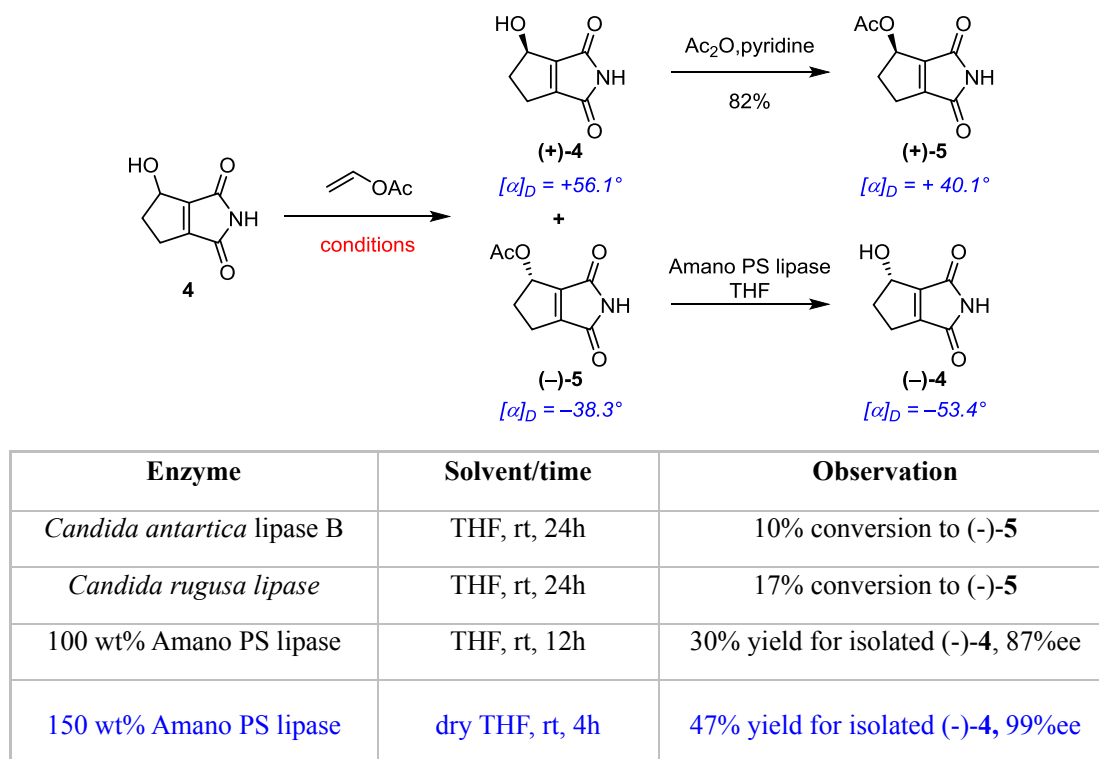 HO
O
NH
O
(+)-4
[α]D = +56.1°
Ac2O,pyridine
82%
AcO
O
NH
O
(+)-5
[α]D = + 40.1°
HO
O
NH
O
4
OAc
conditions
+
AcO
O
NH
O
(–)-5
[α]D = –38.3°
Amano PS lipase
THF
HO
O
NH
O
(–)-4
[α]D = –53.4°
Enzyme Solvent/time Observation
Candida antartica lipase B THF, rt, 24h 10% conversion to (-)-5
Candida rugusa lipase THF, rt, 24h 17% conversion to (-)-5
100 wt% Amano PS lipase THF, rt, 12h 30% yield for isolated (-)-4, 87%ee
150 wt% Amano PS lipase dry THF, rt, 4h 47% yield for isolated (-)-4, 99%ee